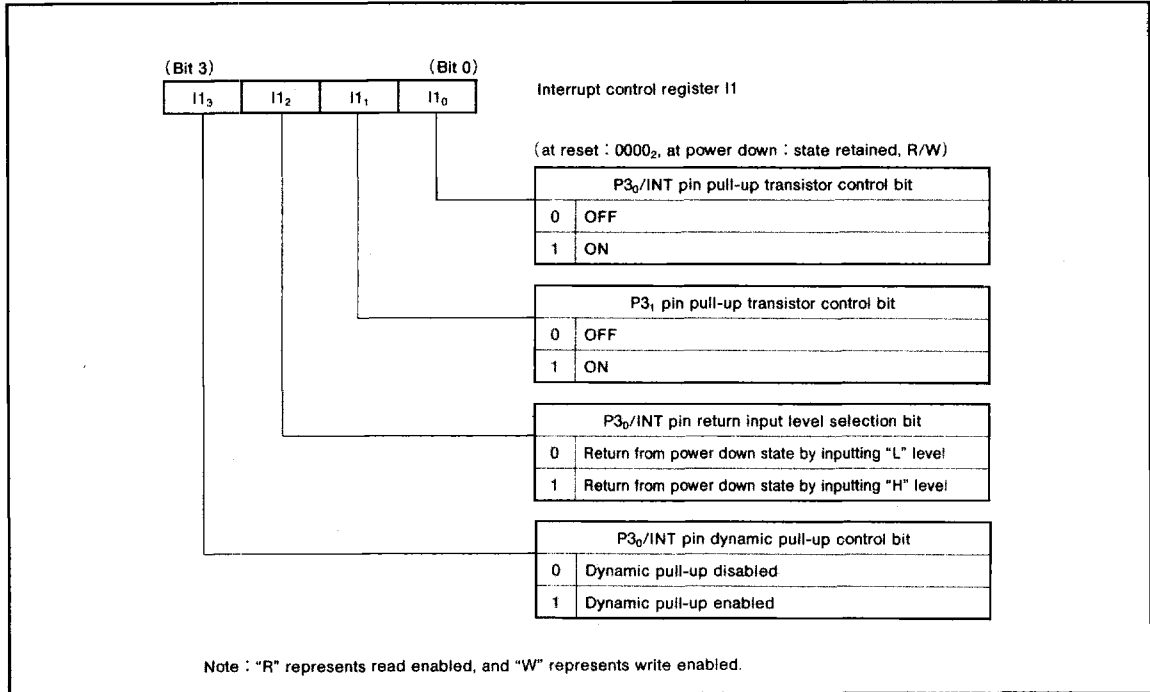 (Bit 3) (Bit 0)
I1₃ I1₂ I1₁ I1₀
Interrupt control register I1
(at reset : 0000₂, at power down : state retained, R/W)
P3₀/INT pin pull-up transistor control bit
0 OFF
1 ON
P3₁ pin pull-up transistor control bit
0 OFF
1 ON
P3₀/INT pin return input level selection bit
0 Return from power down state by inputting “L” level
1 Return from power down state by inputting “H” level
P3₀/INT pin dynamic pull-up control bit
0 Dynamic pull-up disabled
1 Dynamic pull-up enabled
Note : “R” represents read enabled, and “W” represents write enabled.